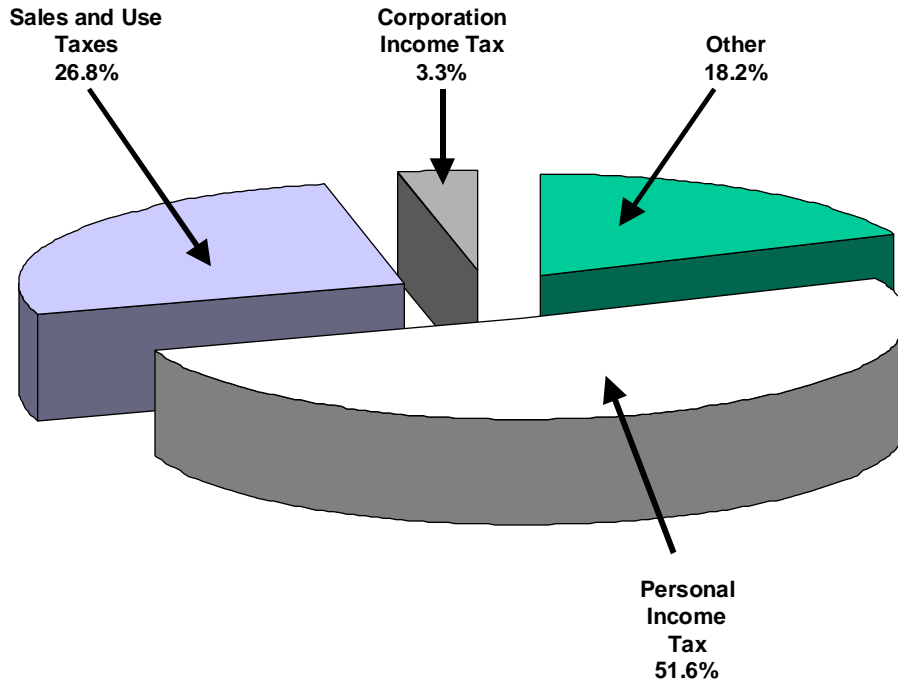 Sales and Use
Taxes
26.8%
Corporation
Income Tax
3.3%
Other
18.2%
Personal
Income
Tax
51.6%